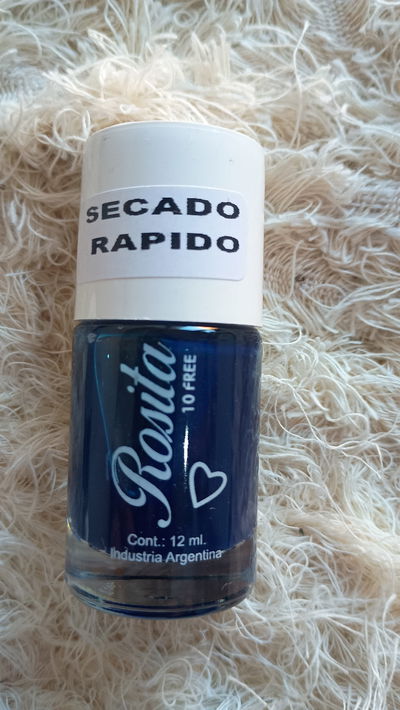 SECADO
RAPIDO
Rosita
10 FREE
Cont.: 12 ml.
Industria Argentina